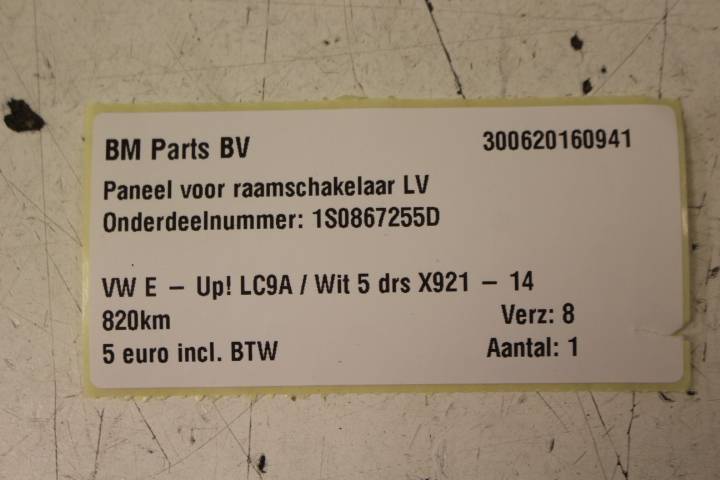 BM Parts BV 300620160941
Paneel voor raamschakelaar LV
Onderdeelnummer: 1S0867255D
VW E – Up! LC9A / Wit 5 drs X921 – 14
820km Verz: 8
5 euro incl. BTW Aantal: 1